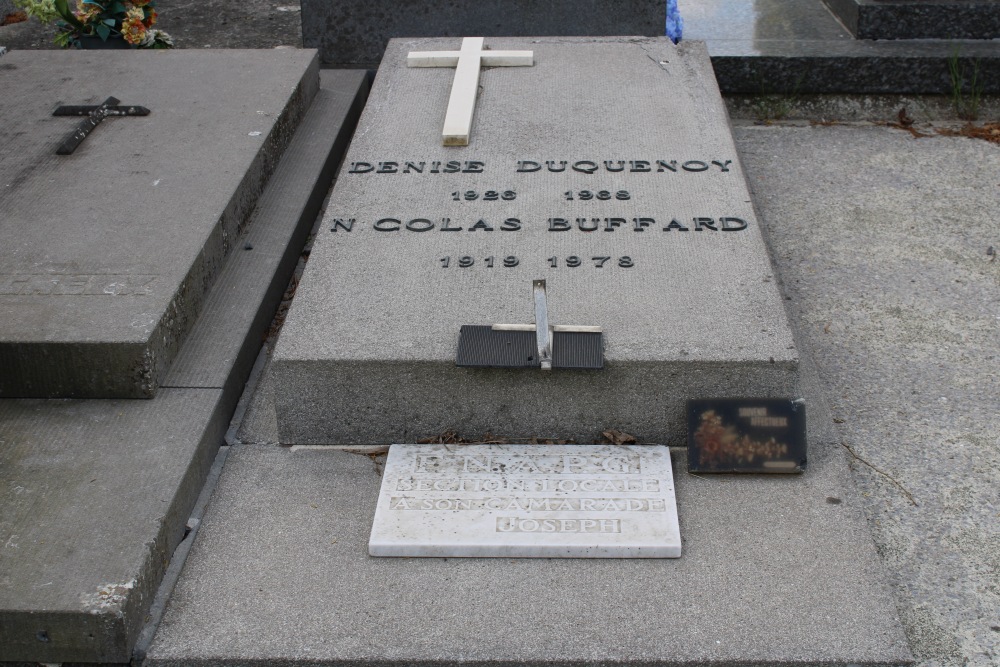 DENISE DUQUENOY
1926 1988
N COLAS BUFFARD
1919 1978
F.N.A.P.G.
SECTION LOCALE
A SON CAMARADE
JOSEPH